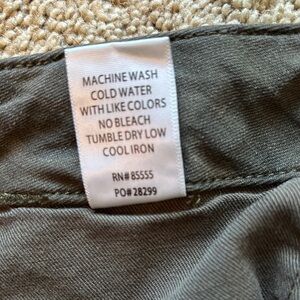 MACHINE WASH
COLD WATER
WITH LIKE COLORS
NO BLEACH
TUMBLE DRY LOW
COOL IRON
RN# 85555
PO# 28299